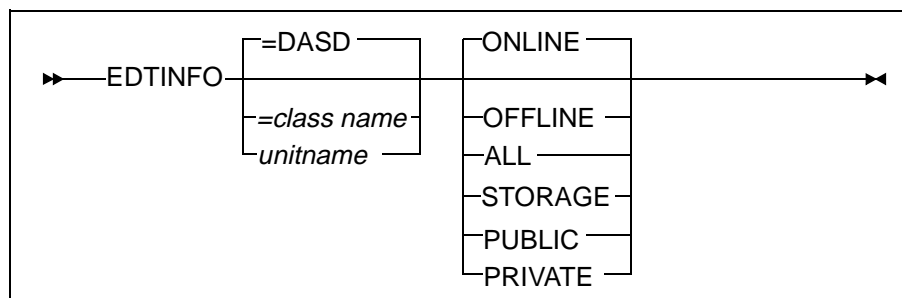 =DASD ONLINE
EDTINFO
=class name OFFLINE
unitname ALL
STORAGE
PUBLIC
PRIVATE